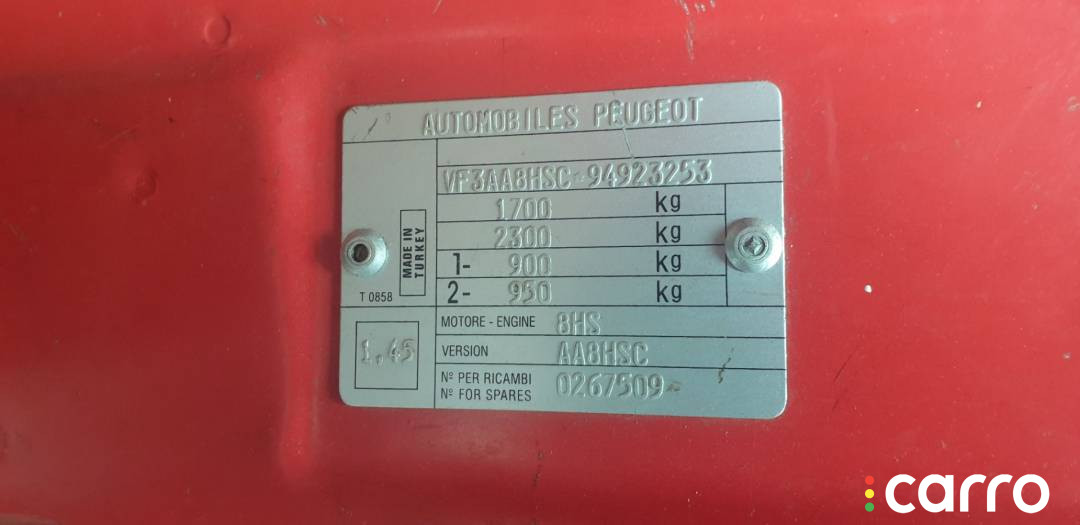 AUTOMOBILES PEUGEOT
VF3AA8HSC-94923253
1700 kg
2300 kg
1- 900 kg
2- 950 kg
MADE IN
TURKEY
T 0858
MOTORE - ENGINE 8HS
1,45
VERSION AA8HSC
Nº PER RICAMBI
Nº FOR SPARES
0267509
carro